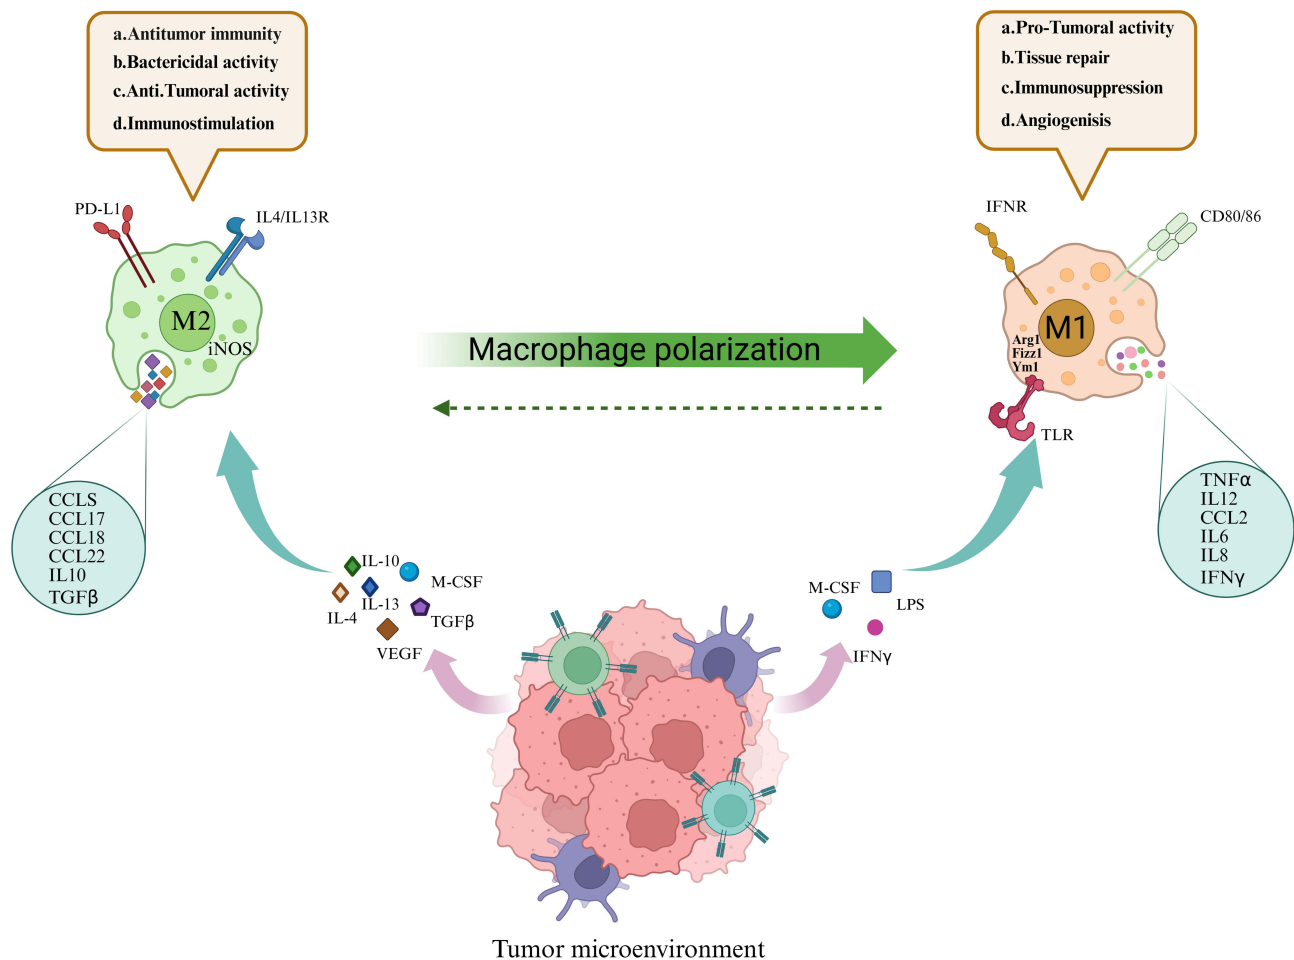 a.Antitumor immunity
b.Bactericidal activity
c.Anti.Tumoral activity
d.Immunostimulation
a.Pro-Tumoral activity
b.Tissue repair
c.Immunosuppression
d.Angiogenisis
PD-L1
IL4/IL13R
M2
iNOS
Macrophage polarization
IFNR
CD80/86
M1
Arg1
Fizz1
Ym1
TLR
CCLS
CCL17
CCL18
CCL22
IL10
TGFβ
IL-10
M-CSF
IL-13
IL-4
TGFβ
VEGF
M-CSF
LPS
IFNγ
TNFα
IL12
CCL2
IL6
IL8
IFNγ
Tumor microenvironment